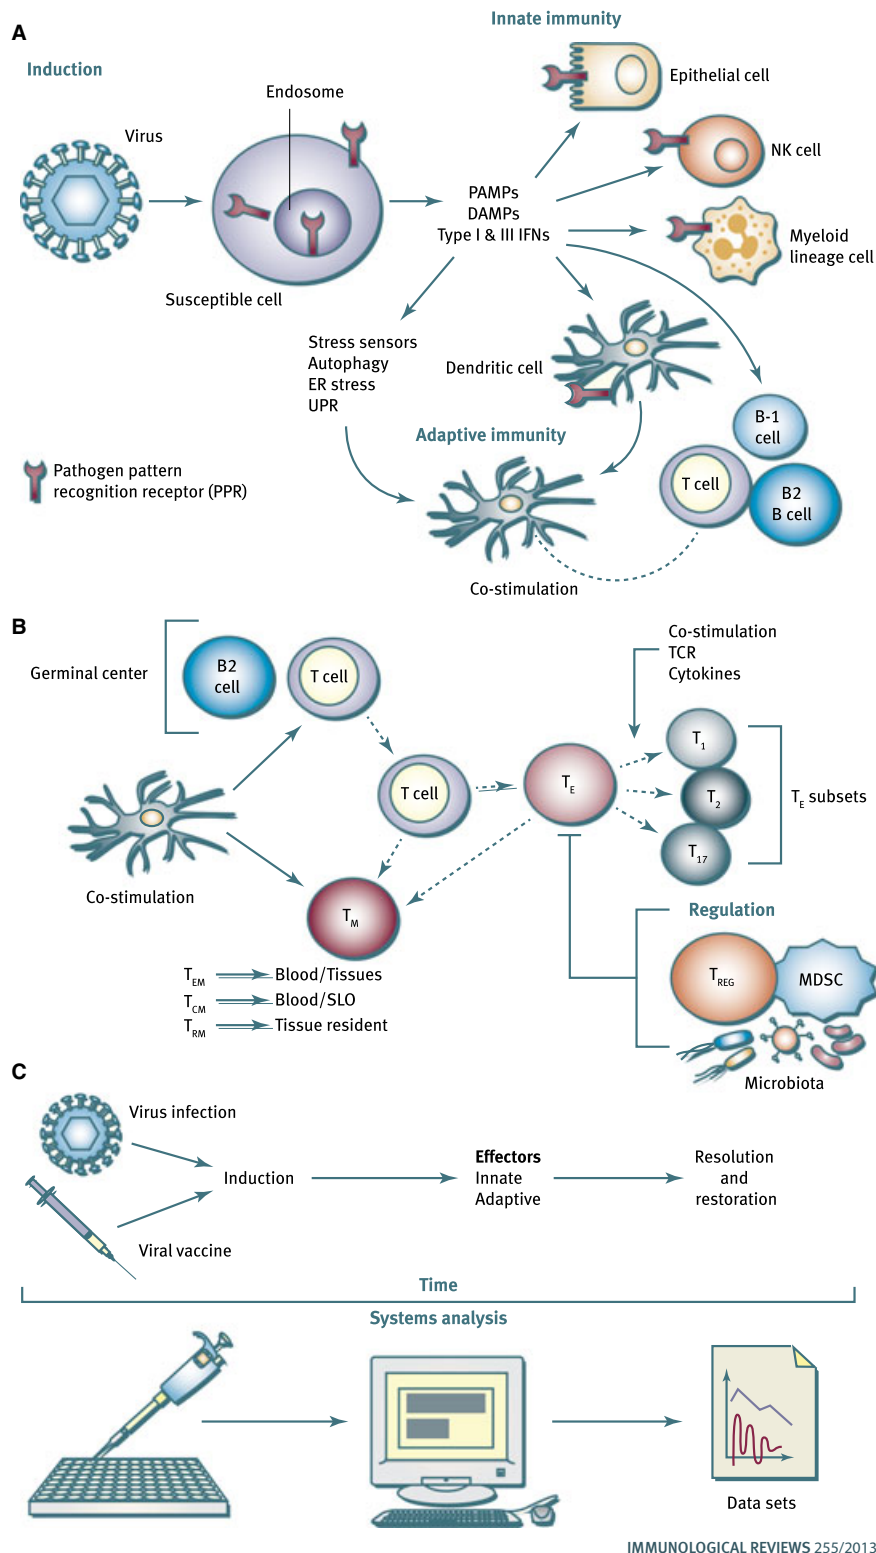 A
Innate immunity
Induction
Epithelial cell
Endosome
Virus
NK cell
PAMPs
DAMPs
Type I & III IFNs
Myeloid
lineage cell
Susceptible cell
Stress sensors
Autophagy
ER stress
UPR
Dendritic cell
B-1
cell
Adaptive immunity
Pathogen pattern
recognition receptor (PPR)
T cell
B2
B cell
Co-stimulation
B
Co-stimulation
TCR
Cytokines
Germinal center
B2
cell
T cell
T1
T cell
TE
T2
TE subsets
T17
Co-stimulation
TM
Regulation
TREG
MDSC
TEM
Blood/Tissues
TCM
Blood/SLO
TRM
Tissue resident
Microbiota
C
Virus infection
Induction
Effectors
Innate
Adaptive
Resolution
and
restoration
Viral vaccine
Time
Systems analysis
Data sets
IMMUNOLOGICAL REVIEWS 255/2013